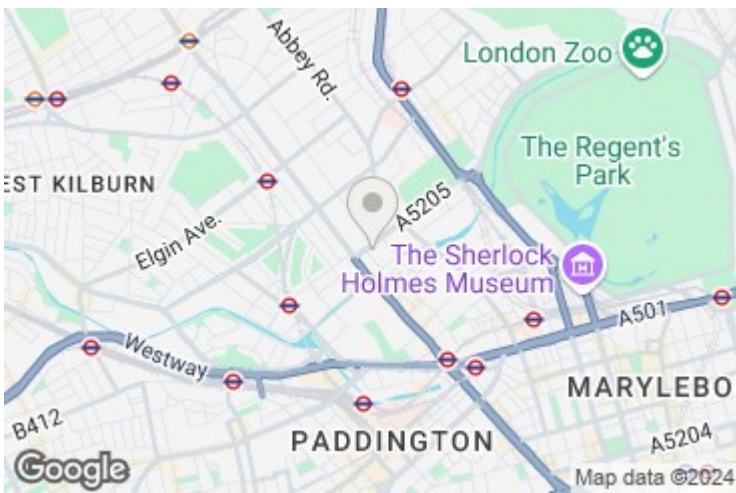 Abbey Rd.
London Zoo
The Regent's
Park
EST KILBURN
A5205
Elgin Ave.
The Sherlock
Holmes Museum
A501
Westway
MARYLEBO
B412
PADDINGTON
A5204
Google
Map data ©2024